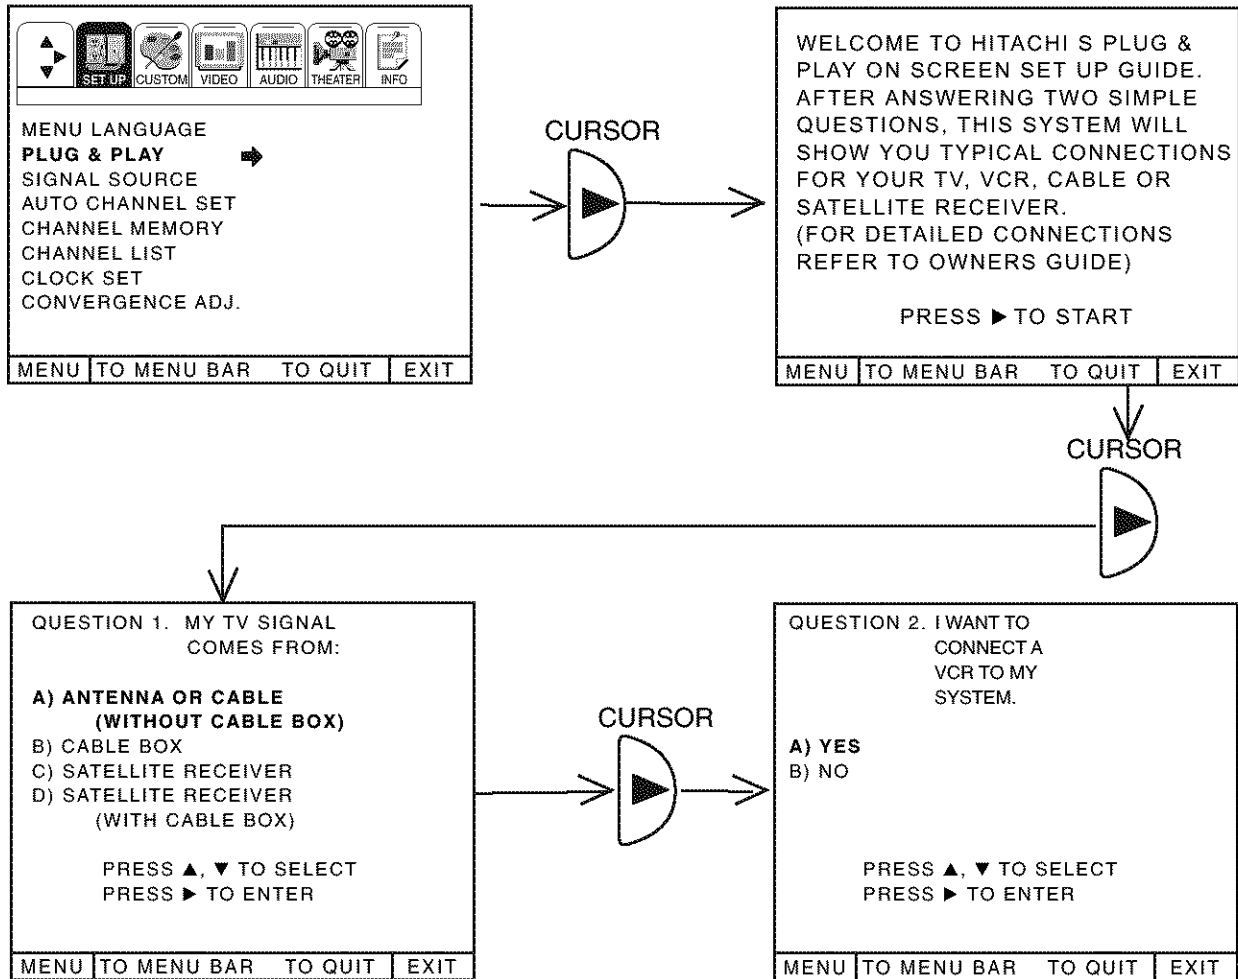 SET UP CUSTOM VIDEO AUDIO THEATER INFO
MENU LANGUAGE
PLUG & PLAY
SIGNAL SOURCE
AUTO CHANNEL SET
CHANNEL MEMORY
CHANNEL LIST
CLOCK SET
CONVERGENCE ADJ.
MENU TO MENU BAR TO QUIT EXIT
CURSOR
WELCOME TO HITACHI S PLUG &
PLAY ON SCREEN SET UP GUIDE.
AFTER ANSWERING TWO SIMPLE
QUESTIONS, THIS SYSTEM WILL
SHOW YOU TYPICAL CONNECTIONS
FOR YOUR TV, VCR, CABLE OR
SATELLITE RECEIVER.
(FOR DETAILED CONNECTIONS
REFER TO OWNERS GUIDE)
PRESS ▶ TO START
MENU TO MENU BAR TO QUIT EXIT
CURSOR
QUESTION 1. MY TV SIGNAL
COMES FROM:
A) ANTENNA OR CABLE
(WITHOUT CABLE BOX)
B) CABLE BOX
C) SATELLITE RECEIVER
D) SATELLITE RECEIVER
(WITH CABLE BOX)
PRESS ▲, ▼ TO SELECT
PRESS ▶ TO ENTER
MENU TO MENU BAR TO QUIT EXIT
CURSOR
QUESTION 2. I WANT TO
CONNECT A
VCR TO MY
SYSTEM.
A) YES
B) NO
PRESS ▲, ▼ TO SELECT
PRESS ▶ TO ENTER
MENU TO MENU BAR TO QUIT EXIT